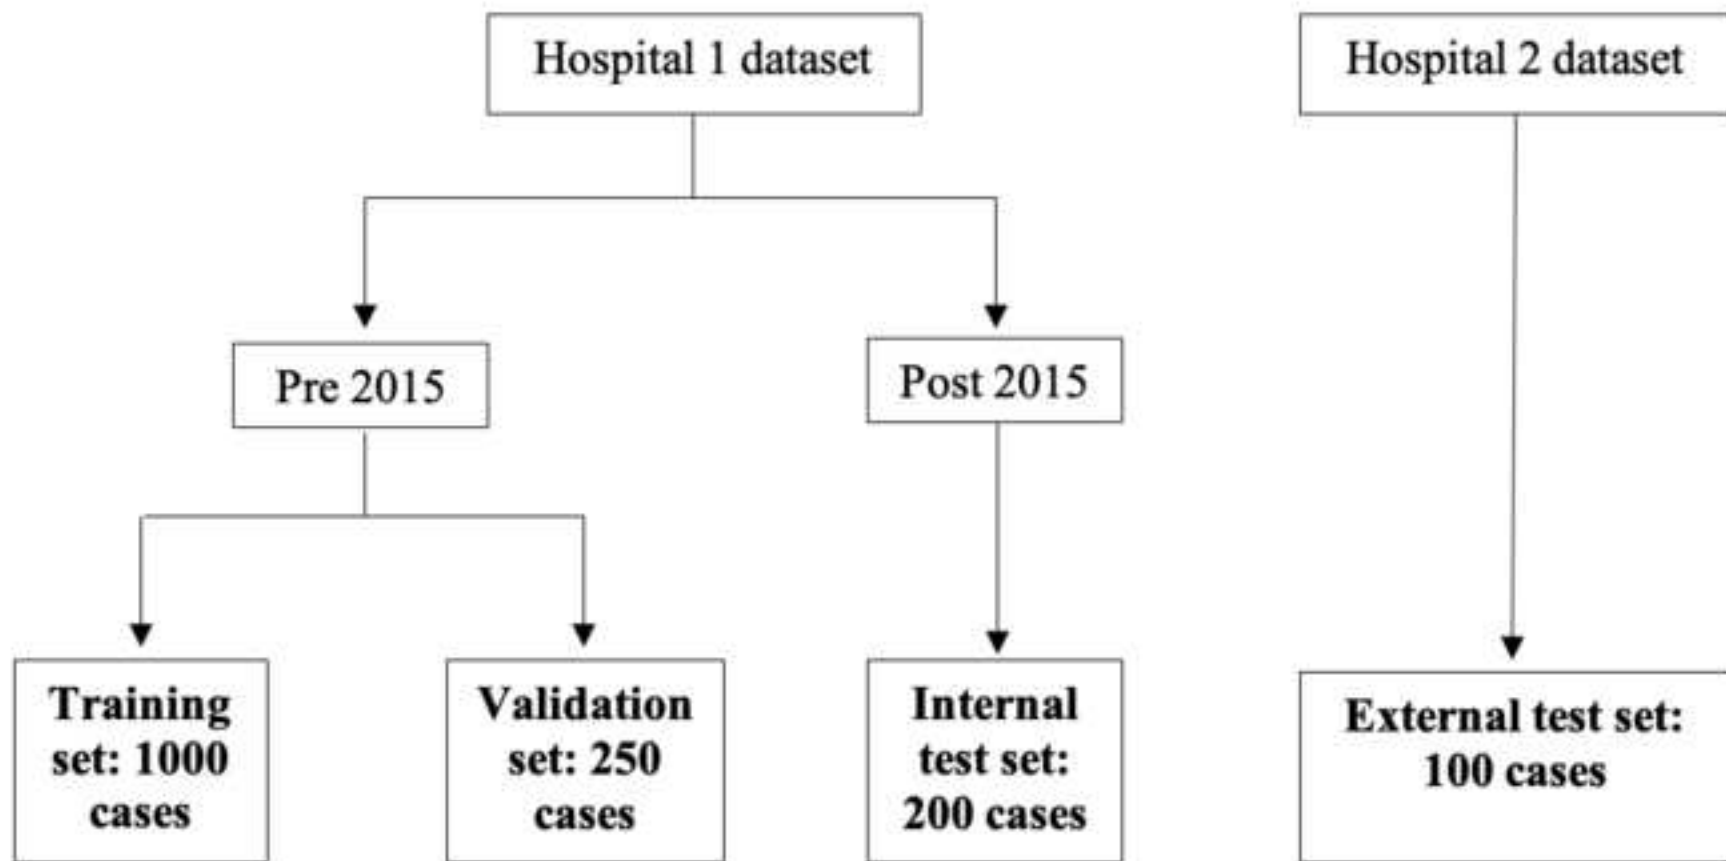 Hospital 1 dataset
Hospital 2 dataset
Pre 2015
Post 2015
Training
set: 1000
cases
Validation
set: 250
cases
Internal
test set:
200 cases
External test set:
100 cases